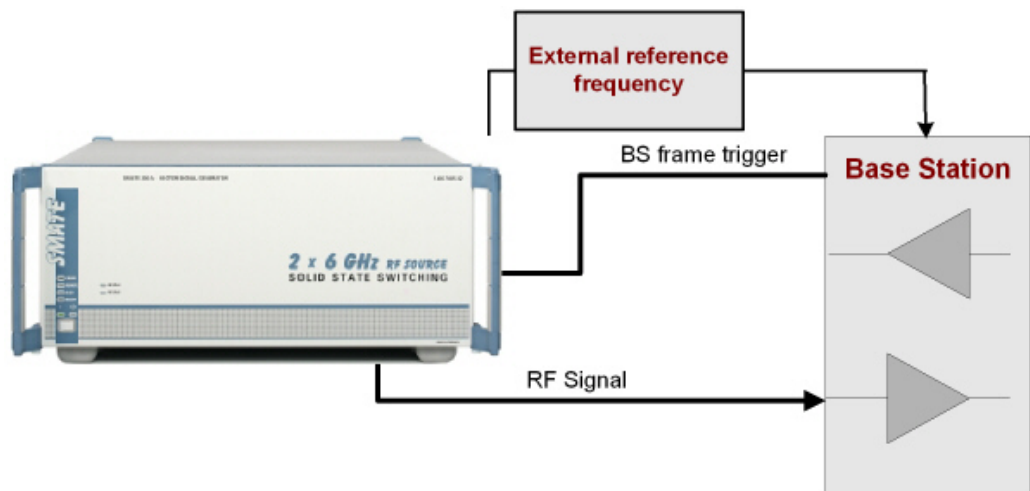 External reference
frequency
BS frame trigger
Base Station
SMATE
2 x 6 GHz RF SOURCE
SOLID STATE SWITCHING
RF Signal